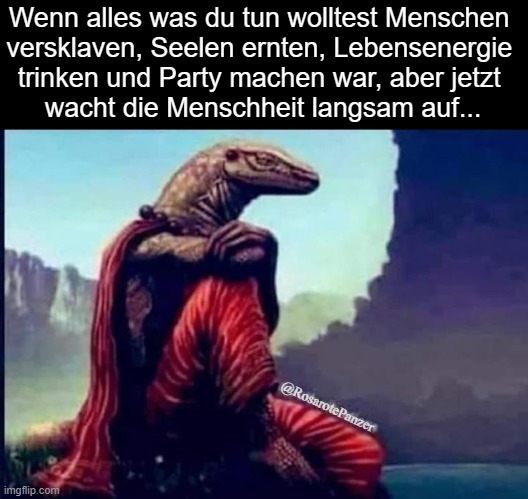 Wenn alles was du tun wolltest Menschen
versklaven, Seelen ernten, Lebensenergie
trinken und Party machen war, aber jetzt
wacht die Menschheit langsam auf...
@RosarotePanzer
imgflip.com